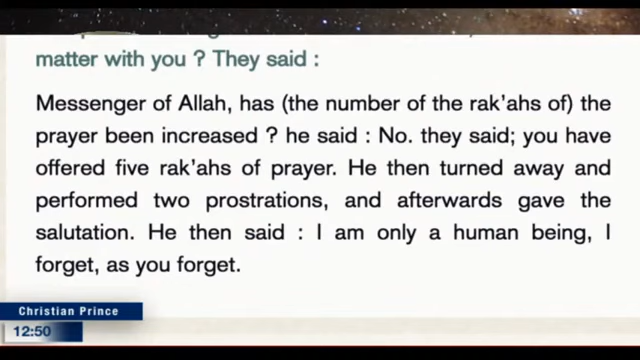 matter with you ? They said :
Messenger of Allah, has (the number of the rak'ahs of) the
prayer been increased ? he said : No. they said; you have
offered five rak'ahs of prayer. He then turned away and
performed two prostrations, and afterwards gave the
salutation. He then said : I am only a human being, I
forget, as you forget.
Christian Prince
12:50